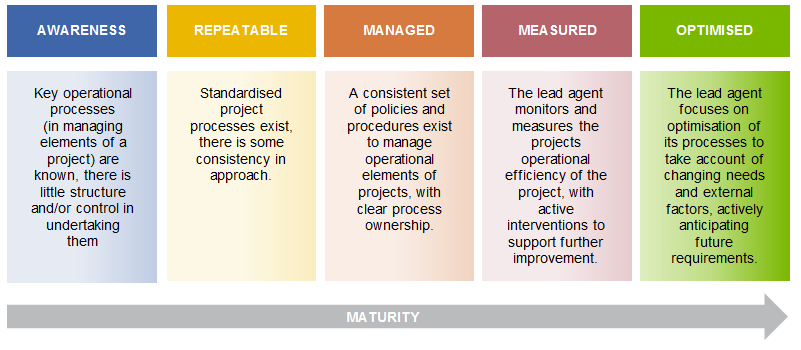 AWARENESS
REPEATABLE
MANAGED
MEASURED
OPTIMISED
Key operational
processes
(in managing
elements of a
project) are
known, there is
little structure
and/or control in
undertaking
them
Standardised
project
processes exist,
there is some
consistency in
approach.
A consistent set
of policies and
procedures exist
to manage
operational
elements of
projects, with
clear process
ownership.
The lead agent
monitors and
measures the
projects
operational
efficiency of the
project, with
active
interventions to
support further
improvement.
The lead agent
focuses on
optimisation of
its processes to
take account of
changing needs
and external
factors, actively
anticipating
future
requirements.
MATURITY